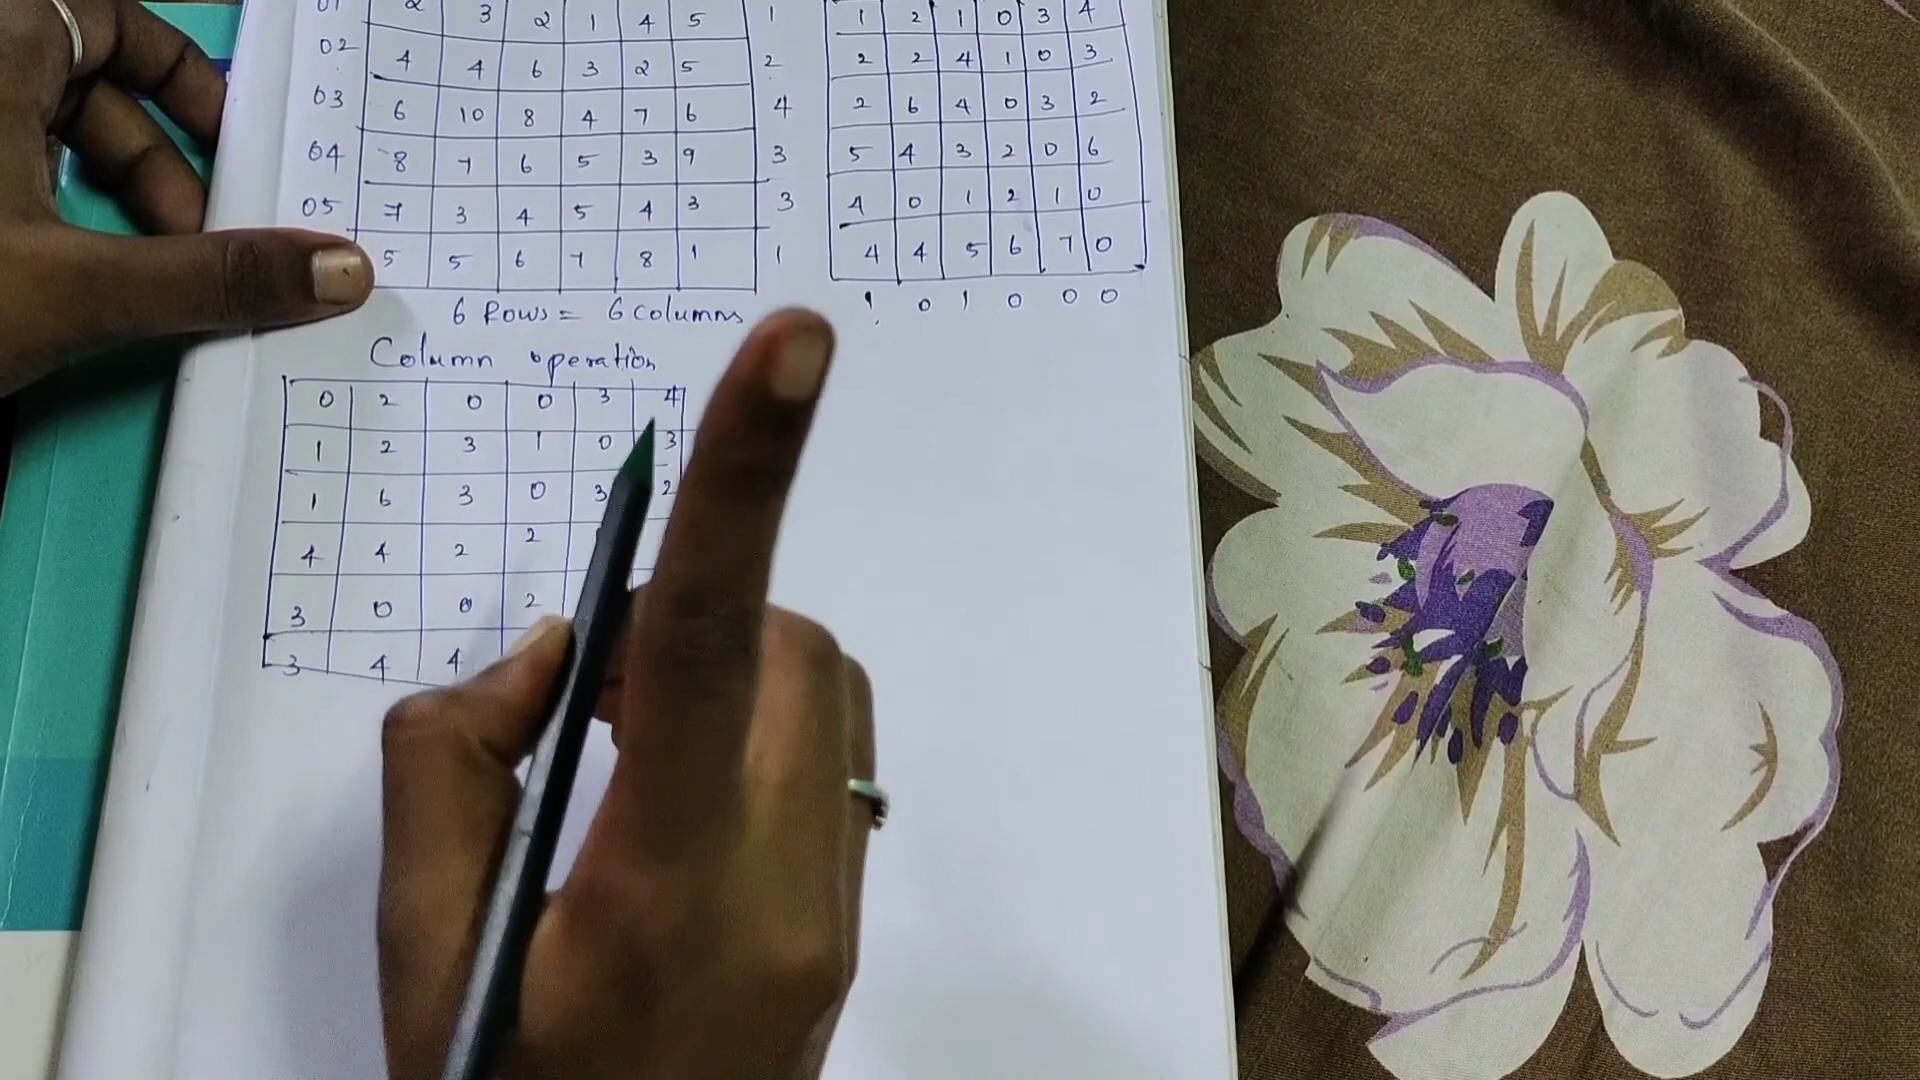 01 2 3 2 1 4 5 1
02 4 4 6 3 2 5 2
03 6 10 8 4 7 6 4
04 8 7 6 5 3 9 3
05 7 3 4 5 4 3 3
5 5 6 7 8 1 1
6 Rows = 6 Columns
1 2 1 0 3 4
2 2 4 1 0 3
2 6 4 0 3 2
5 4 3 2 0 6
4 0 1 2 1 0
4 4 5 6 7 0
1 0 1 0 0 0
Column operation
0 2 0 0 3 4
1 2 3 1 0 3
1 6 3 0 3 2
4 4 2 2
3 0 0 2
3 4 4